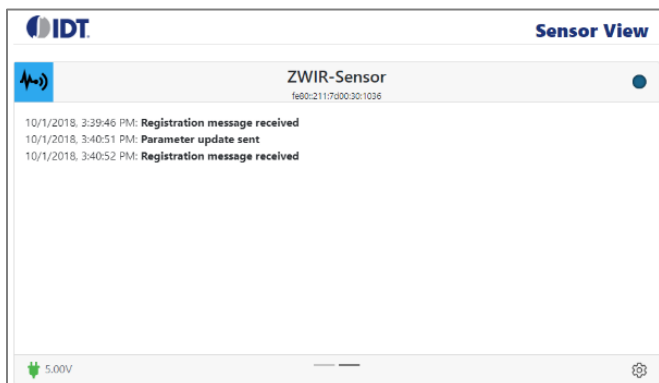 IDT.
Sensor View
ZWIR-Sensor
fe80::211:7d00:30:1036
10/1/2018, 3:39:46 PM: Registration message received
10/1/2018, 3:40:51 PM: Parameter update sent
10/1/2018, 3:40:52 PM: Registration message received
5.00V